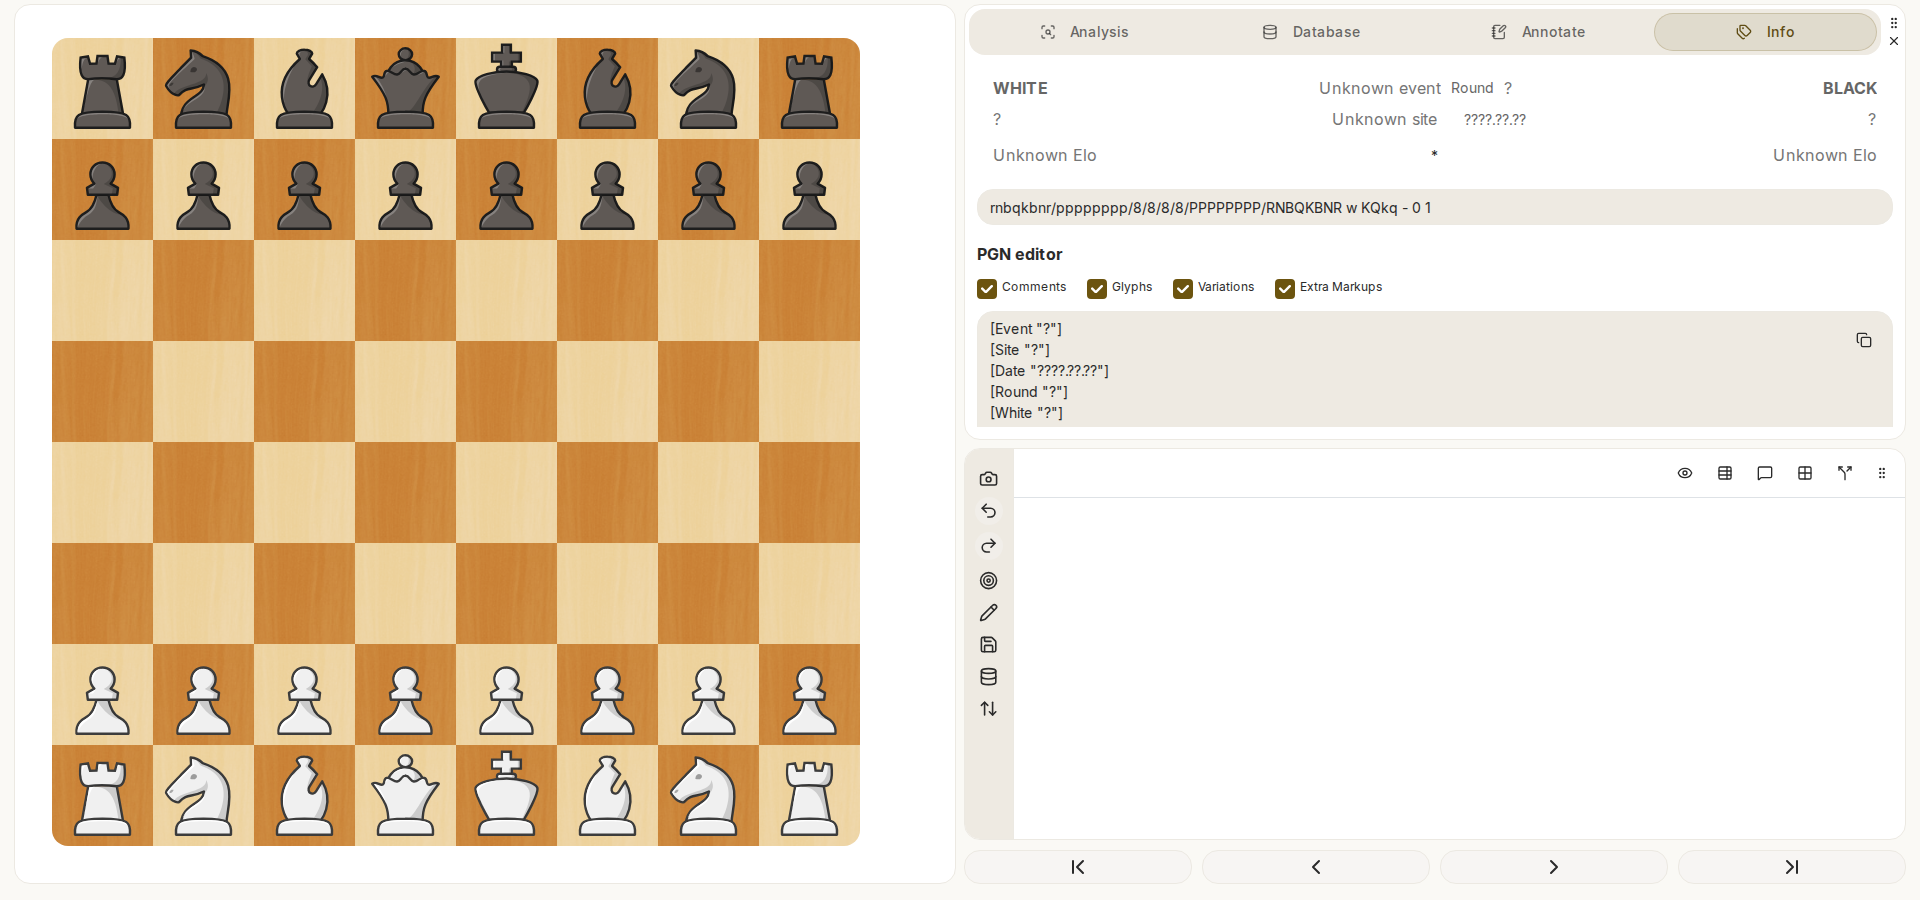 Analysis
Database
Annotate
Info
WHITE
Unknown event Round ?
BLACK
?
Unknown site ????.??.??
?
Unknown Elo
*
Unknown Elo
rnbqkbnr/pppppppp/8/8/8/8/PPPPPPPP/RNBQKBNR w KQkq - 0 1
PGN editor
Comments
Glyphs
Variations
Extra Markups
[Event "?"]
[Site "?"]
[Date "????.??.??"]
[Round "?"]
[White "?"]